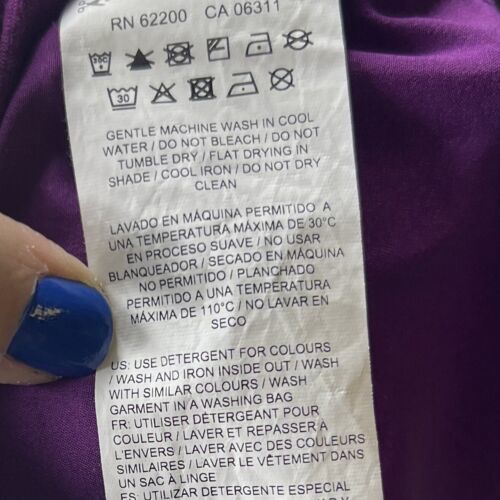 RN 62200 CA 06311
30C
30
GENTLE MACHINE WASH IN COOL
WATER / DO NOT BLEACH / DO NOT
TUMBLE DRY / FLAT DRYING IN
SHADE / COOL IRON / DO NOT DRY
CLEAN
LAVADO EN MÁQUINA PERMITIDO A
UNA TEMPERATURA MÁXIMA DE 30°C
EN PROCESO SUAVE / NO USAR
BLANQUEADOR / SECADO EN MÁQUINA
NO PERMITIDO / PLANCHADO
PERMITIDO A UNA TEMPERATURA
MÁXIMA DE 110°C / NO LAVAR EN
SECO
US: USE DETERGENT FOR COLOURS
/ WASH AND IRON INSIDE OUT / WASH
WITH SIMILAR COLOURS / WASH
GARMENT IN A WASHING BAG
FR: UTILISER DÉTERGEANT POUR
COULEUR / LAVER ET REPASSER À
L'ENVERS / LAVER AVEC DES COULEURS
SIMILAIRES / LAVER LE VÊTEMENT DANS
UN SAC À LINGE
ES: UTILIZAR DETERGENTE ESPECIAL